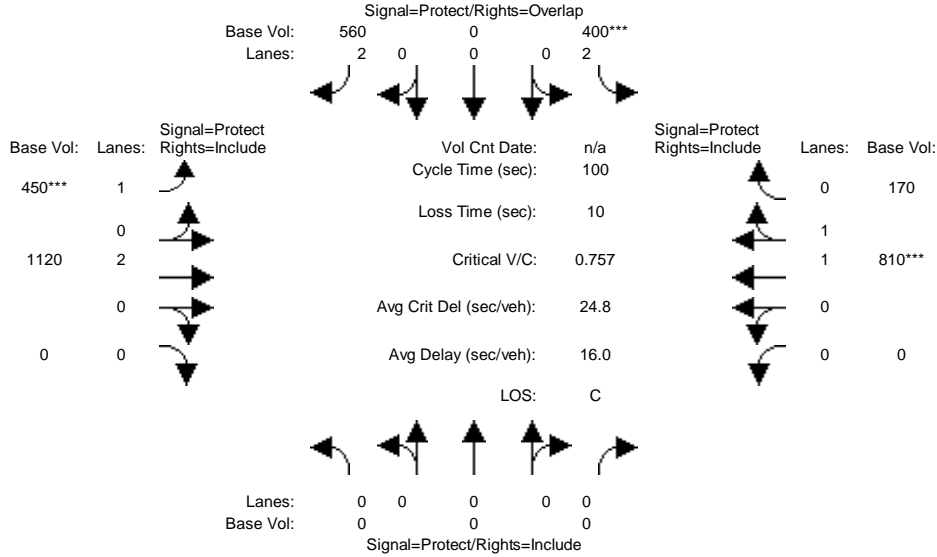 Signal=Protect/Rights=Overlap
Base Vol: 560 0 400***
Lanes: 2 0 0 0 2
Signal=Protect Signal=Protect
Base Vol: Lanes: Rights=Include Vol Cnt Date: n/a Rights=Include Lanes: Base Vol:
Cycle Time (sec): 100
450*** 1 0 170
Loss Time (sec): 10
0 1
1120 2 Critical V/C: 0.757 1 810***
0 Avg Crit Del (sec/veh): 24.8 0
0 0 Avg Delay (sec/veh): 16.0 0 0
LOS: C
Lanes: 0 0 0 0 0
Base Vol: 0 0 0
Signal=Protect/Rights=Include